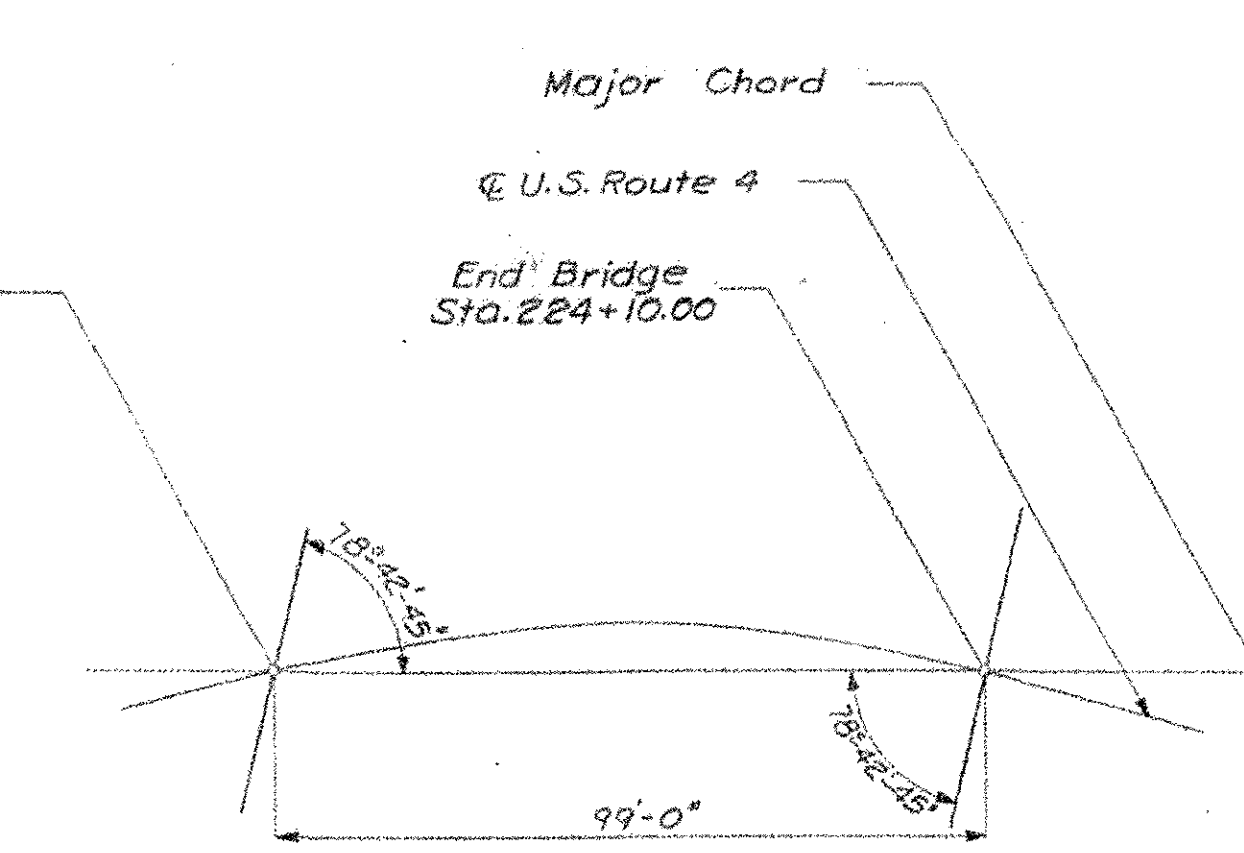 Major Chord
℄ U.S. Route 4
End Bridge
Sta. 224+10.00
78°-42'-45"
78°-42'-45"
99'-0"